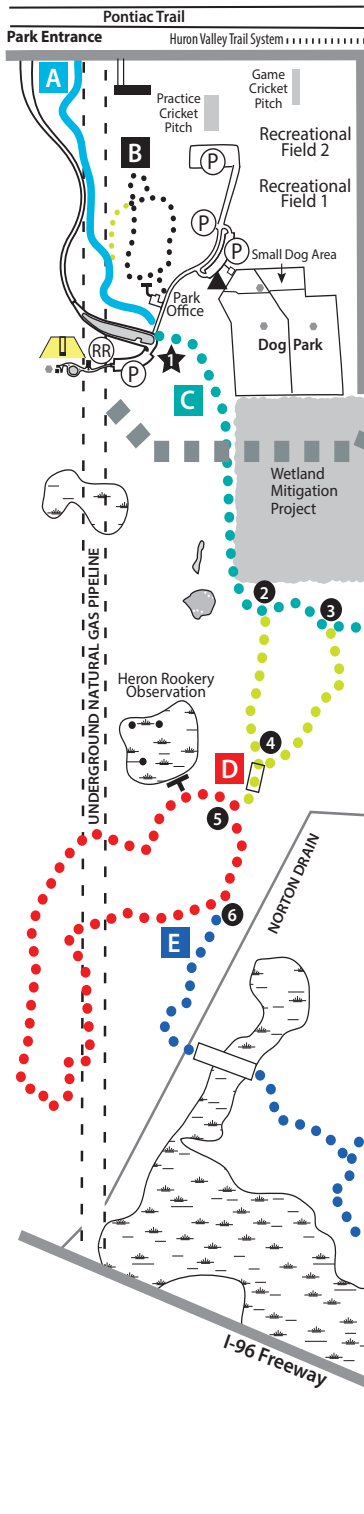 Pontiac Trail
Park Entrance
Huron Valley Trail System
A
Practice
Cricket
Pitch
Game
Cricket
Pitch
B
Recreational
Field 2
P
Recreational
Field 1
P
P
Small Dog Area
Park
Office
RR
1
Dog Park
P
C
Wetland
Mitigation
Project
UNDERGROUND NATURAL GAS PIPELINE
2
3
Heron Rookery
Observation
4
D
5
NORTON DRAIN
6
E
I-96 Freeway